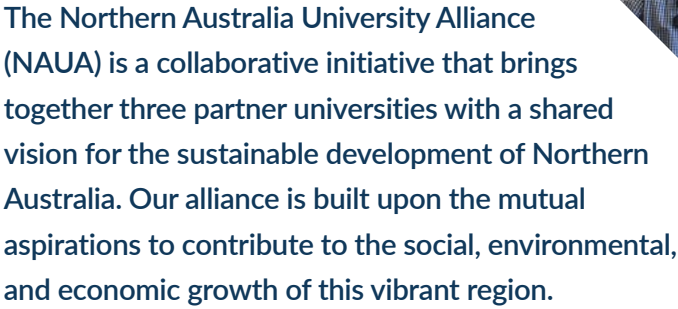 The Northern Australia University Alliance
(NAUA) is a collaborative initiative that brings
together three partner universities with a shared
vision for the sustainable development of Northern
Australia. Our alliance is built upon the mutual
aspirations to contribute to the social, environmental,
and economic growth of this vibrant region.